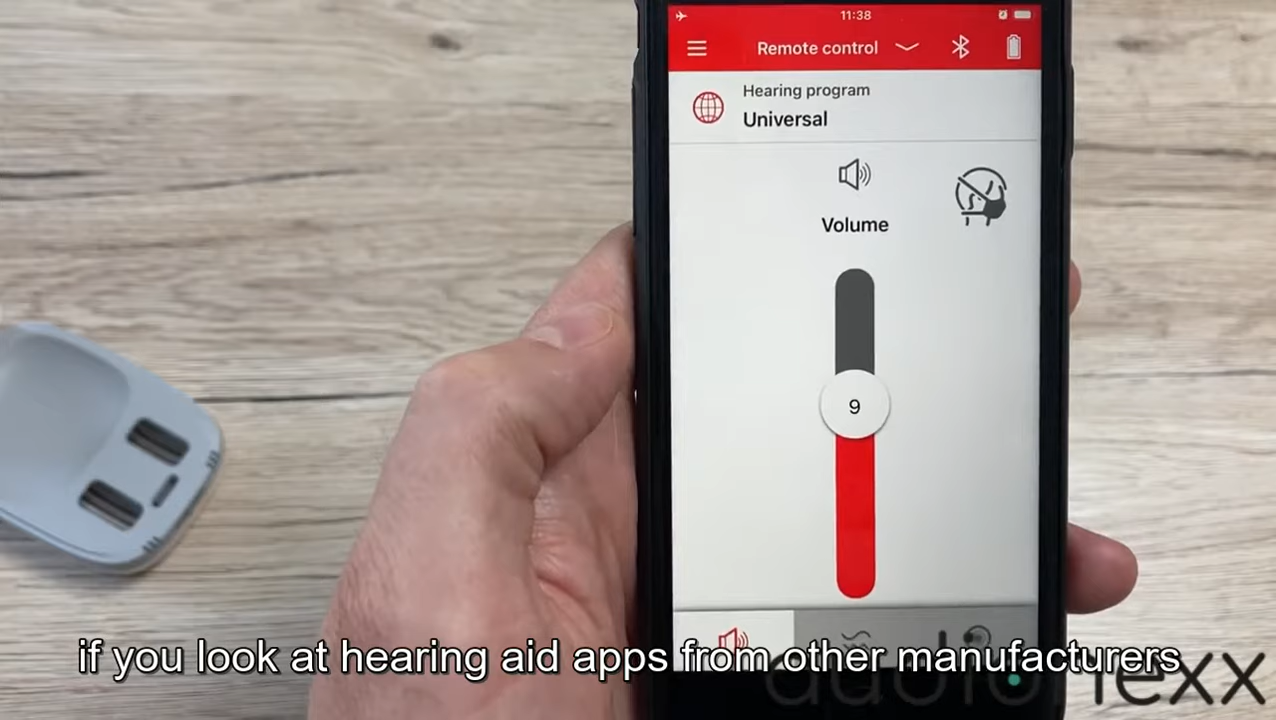 11:38
Remote control
Hearing program
Universal
Volume
9
if you look at hearing aid apps from other manufacturers